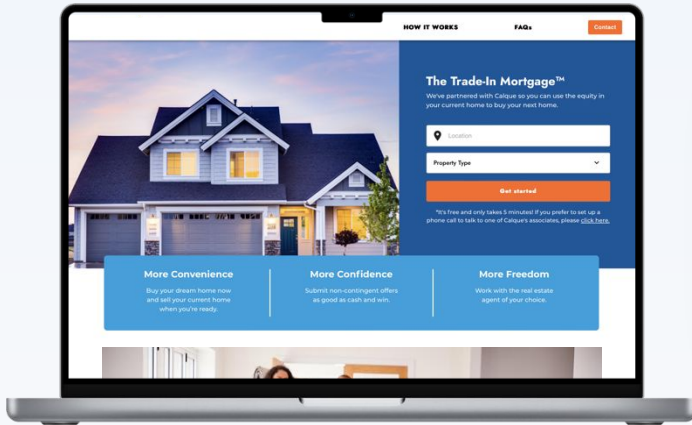 HOW IT WORKS FAQs Contact
The Trade-In Mortgage™
We've partnered with Calque so you can use the equity in
your current home to buy your next home.
Location
Property Type
Get started
*It's free and only takes 5 minutes! If you prefer to set up a
phone call to talk to one of Calque's associates, please click here.
More Convenience
Buy your dream home now
and sell your current home
when you're ready.
More Confidence
Submit non-contingent offers
as good as cash and win.
More Freedom
Work with the real estate
agent of your choice.